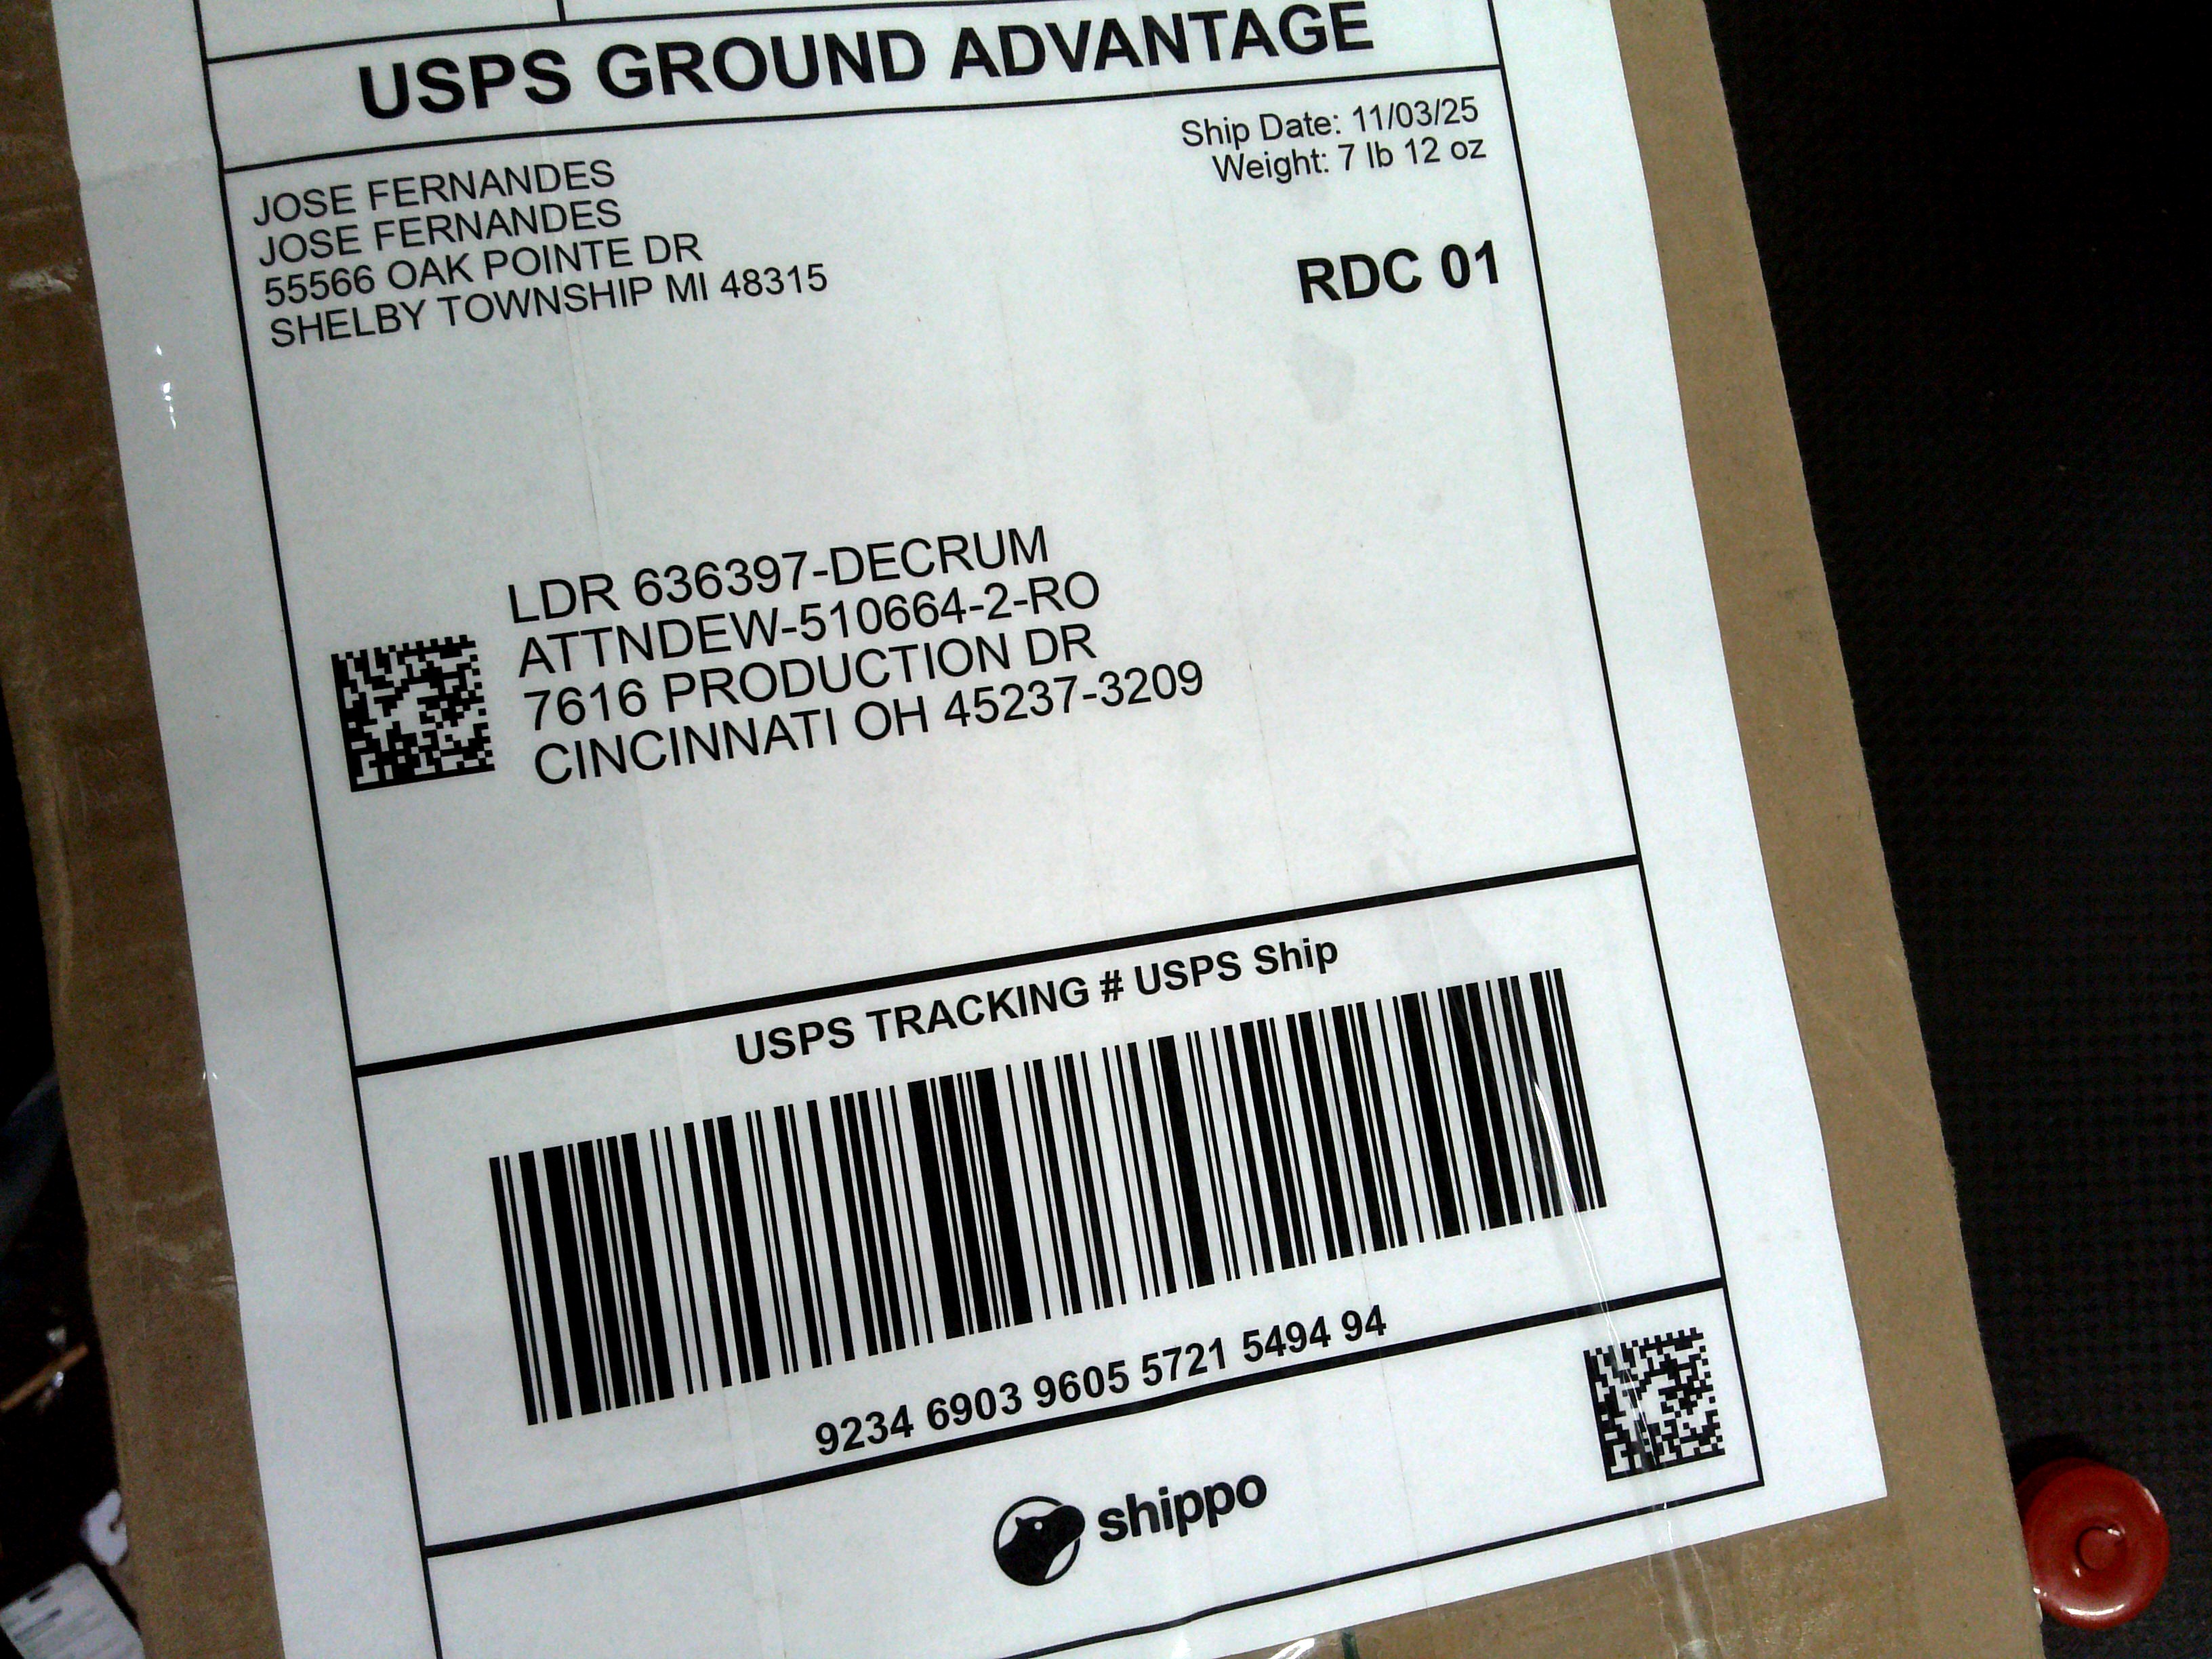 USPS GROUND ADVANTAGE
JOSE FERNANDES
JOSE FERNANDES
55566 OAK POINTE DR
SHELBY TOWNSHIP MI 48315
Ship Date: 11/03/25
Weight: 7 lb 12 oz
RDC 01
LDR 636397-DECRUM
ATTNDEW-510664-2-RO
7616 PRODUCTION DR
CINCINNATI OH 45237-3209
USPS TRACKING # USPS Ship
9234 6903 9605 5721 5494 94
shippo